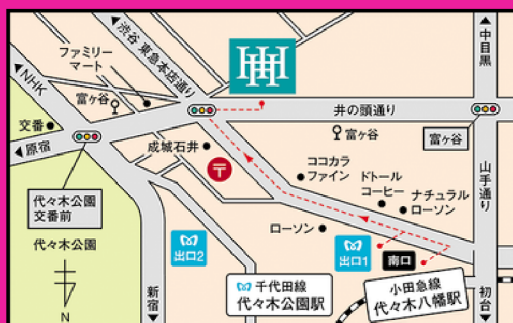 渋谷・東急本店通り
ファミリー
マート
NHK
富ヶ谷
交番
原宿
HH
井の頭通り
中目黒
富ヶ谷
富ヶ谷
成城石井
〒
ココカラ
ファイン
ドトール
コーヒー
ナチュラル
ローソン
山手通り
代々木公園
交番前
代々木公園
N
出口2
ローソン
出口1
南口
新宿
千代田線
代々木公園駅
小田急線
代々木八幡駅
初台